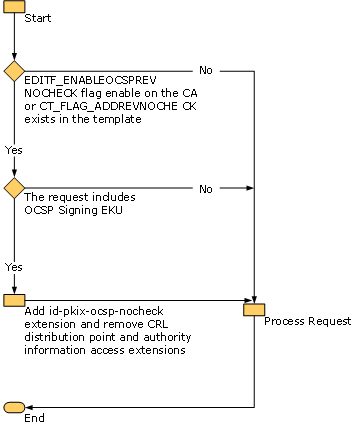 Start
No
EDITF_ENABLEOCSPREV
NOCHECK flag enable on the CA
or CT_FLAG_ADDREVNOCHE CK
exists in the template
Yes
No
The request includes
OCSP Signing EKU
Yes
Add id-pkix-ocsp-nocheck
extension and remove CRL
distribution point and authority
information access extensions
Process Request
End